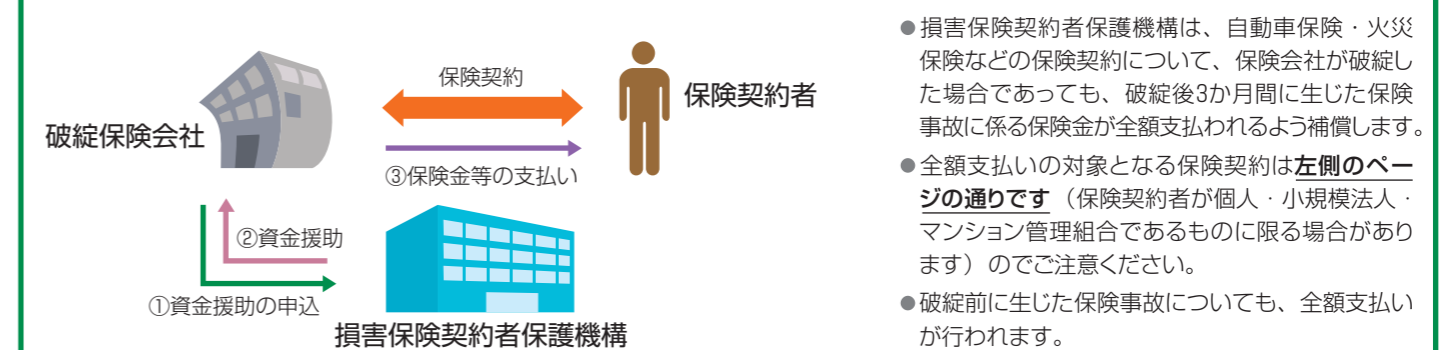 保険契約
保険契約者
破綻保険会社
③保険金等の支払い
②資金援助
①資金援助の申込
損害保険契約者保護機構
●損害保険契約者保護機構は、自動車保険・火災
保険などの保険契約について、保険会社が破綻し
た場合であっても、破綻後3か月間に生じた保険
事故に係る保険金が全額支払われるよう補償します。
●全額支払いの対象となる保険契約は左側のペー
ジの通りです（保険契約者が個人・小規模法人・
マンション管理組合であるものに限る場合があり
ます）のでご注意ください。
●破綻前に生じた保険事故についても、全額支払い
が行われます。